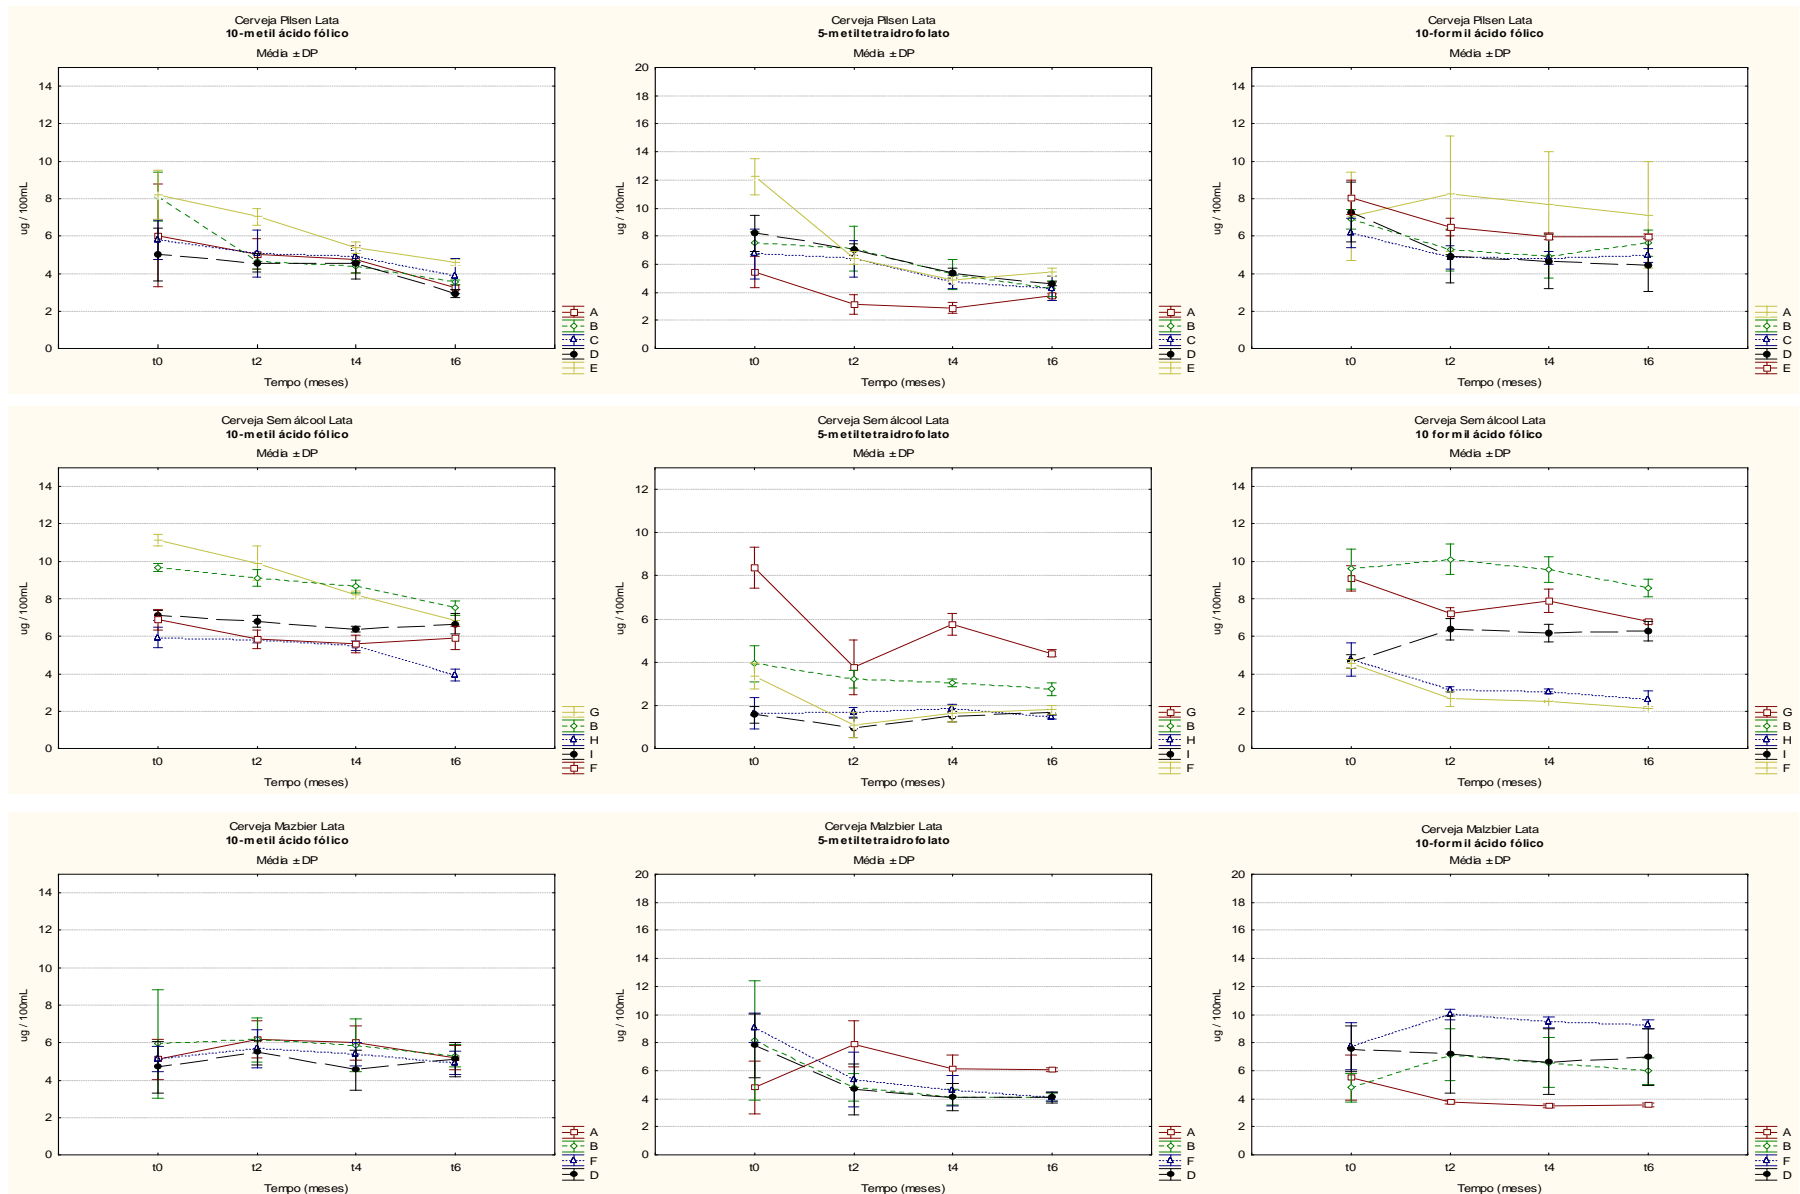 Cerveja Pilsen Lata
10-metil ácido fólico
Média ± DP
14
12
10
8
6
4
2
0
ug / 100mL
t0 t2 t4 t6
Tempo (meses)
A
B
C
D
E
Cerveja Pilsen Lata
5-metiltetraidrofolato
Média ± DP
20
18
16
14
12
10
8
6
4
2
0
ug / 100mL
t0 t2 t4 t6
Tempo (meses)
A
B
C
D
E
Cerveja Pilsen Lata
10-formil ácido fólico
Média ± DP
14
12
10
8
6
4
2
0
ug / 100mL
t0 t2 t4 t6
Tempo (meses)
A
B
C
D
E
Cerveja Sem álcool Lata
10-metil ácido fólico
Média ± DP
14
12
10
8
6
4
2
0
ug / 100mL
t0 t2 t4 t6
Tempo (meses)
G
B
H
I
F
Cerveja Sem álcool Lata
5-metiltetraidrofolato
Média ± DP
12
10
8
6
4
2
0
ug / 100mL
t0 t2 t4 t6
Tempo (meses)
G
B
H
I
F
Cerveja Sem álcool Lata
10 formil ácido fólico
Média ± DP
14
12
10
8
6
4
2
0
ug / 100mL
t0 t2 t4 t6
Tempo (meses)
G
B
H
I
F
Cerveja Mazbier Lata
10-metil ácido fólico
Média ± DP
14
12
10
8
6
4
2
0
ug / 100mL
t0 t2 t4 t6
Tempo (meses)
A
B
F
D
Cerveja Malzbier Lata
5-metiltetraidrofolato
Média ± DP
20
18
16
14
12
10
8
6
4
2
0
ug / 100mL
t0 t2 t4 t6
Tempo (meses)
A
B
F
D
Cerveja Malzbier Lata
10-formil ácido fólico
Média ± DP
20
18
16
14
12
10
8
6
4
2
0
ug / 100mL
t0 t2 t4 t6
Tempo (meses)
A
B
F
D